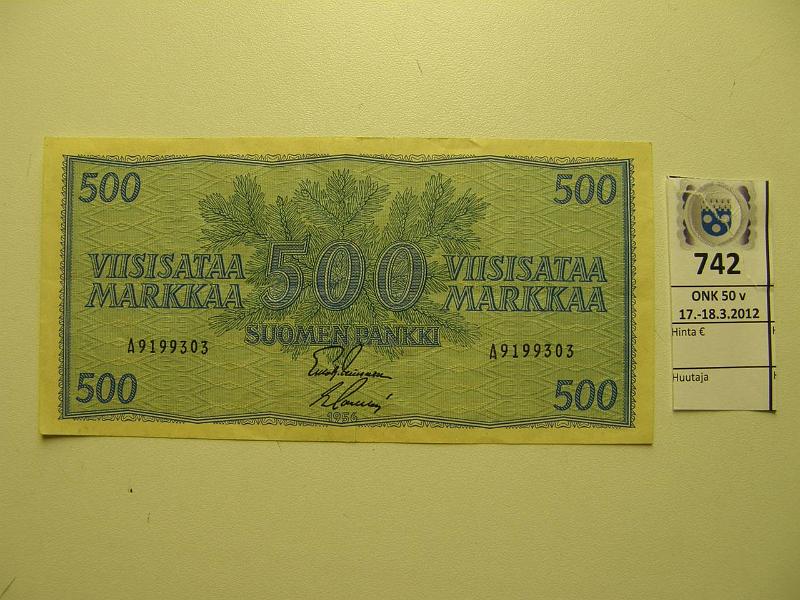 500 500
VIISISATAA 500 VIISISATAA
MARKKAA MARKKAA
SUOMEN PANKKI
A9199303 A9199303
1956
500 500
742
ONK 50 v
17.-18.3.2012
Hinta €
Huutaja